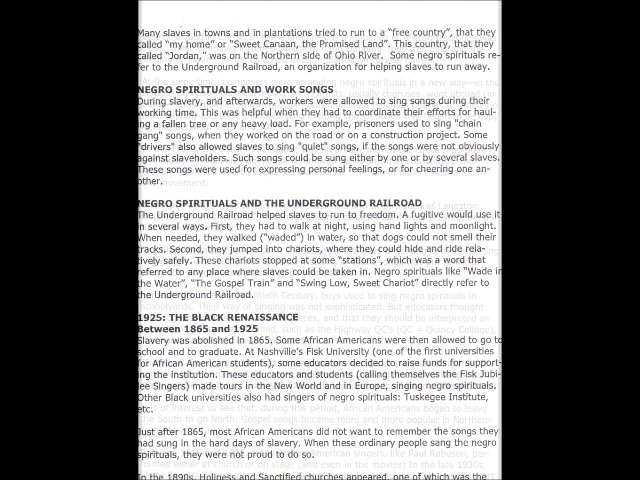 Many slaves in towns and in plantations tried to run to a "free country", that they
called "my home" or "Sweet Canaan, the Promised Land". This country, that they
called "Jordan," was on the Northern side of Ohio River. Some negro spirituals re-
fer to the Underground Railroad, an organization for helping slaves to run away.
NEGRO SPIRITUALS AND WORK SONGS
During slavery, and afterwards, workers were allowed to sing songs during their
working time. This was helpful when they had to coordinate their efforts for haul-
ing a fallen tree or any heavy load. For example, prisoners used to sing "chain
gang" songs, when they worked on the road or on a construction project. Some
"drivers" also allowed slaves to sing "quiet" songs, if the songs were not obviously
against slaveholders. Such songs could be sung either by one or by several slaves.
These songs were used for expressing personal feelings, or for cheering one an-
other.
NEGRO SPIRITUALS AND THE UNDERGROUND RAILROAD
The Underground Railroad helped slaves to run to freedom. A fugitive would use it
in several ways. First, they had to walk at night, using hand lights and moonlight.
When needed, they walked ("waded") in water, so that dogs could not smell their
tracks. Second, they jumped into chariots, where they could hide and ride rela-
tively safely. These chariots stopped at some "stations", which was a word that
referred to any place where slaves could be taken in. Negro spirituals like "Wade in
the Water", "The Gospel Train" and "Swing Low, Sweet Chariot" directly refer to
the Underground Railroad.
1925: THE BLACK RENAISSANCE
Between 1865 and 1925
Slavery was abolished in 1865. Some African Americans were then allowed to go to
school and to graduate. At Nashville's Fisk University (one of the first universities
for African American students), some educators decided to raise funds for support-
ing the institution. These educators and students (calling themselves the Fisk Jubi-
lee Singers) made tours in the New World and in Europe, singing negro spirituals.
Other Black universities also had singers of negro spirituals: Tuskegee Institute,
etc.
Just after 1865, most African Americans did not want to remember the songs they
had sung in the hard days of slavery. When these ordinary people sang the negro
spirituals, they were not proud to do so.
In the 1890s, Holiness and Sanctified churches appeared, one of which was the